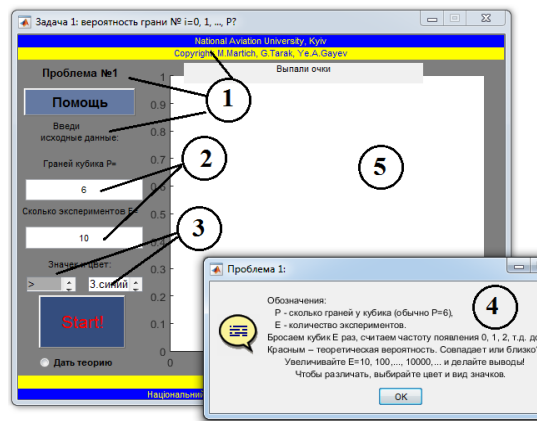 Задача 1: вероятность грани № i=0, 1, ..., P?
National Aviation University, Kyiv
Copyright, M.Martich, G.Tarak, Ye.A.Gayev
Проблема №1
Выпали очки
1
0.9
0.8
0.7
0.6
0.5
0.4
0.3
0.2
0.1
0
0
Помощь
1
Введи
исходные данные:
Граней кубика P=
2
5
6
Сколько экспериментов E=
3
10
Значек и цвет:
>
3.синий
Start!
Дать теорию
Національний
Проблема 1:
4
Обозначения:
P - сколько граней у кубика (обычно P=6),
E - количество экспериментов.
Бросаем кубик E раз, считаем частоту появления 0, 1, 2, т.д. до
Красным – теоретическая вероятность. Совпадает или близко?
Увеличивайте E=10, 100,..., 10000,... и делайте выводы!
Чтобы различать, выбирайте цвет и вид значков.
OK